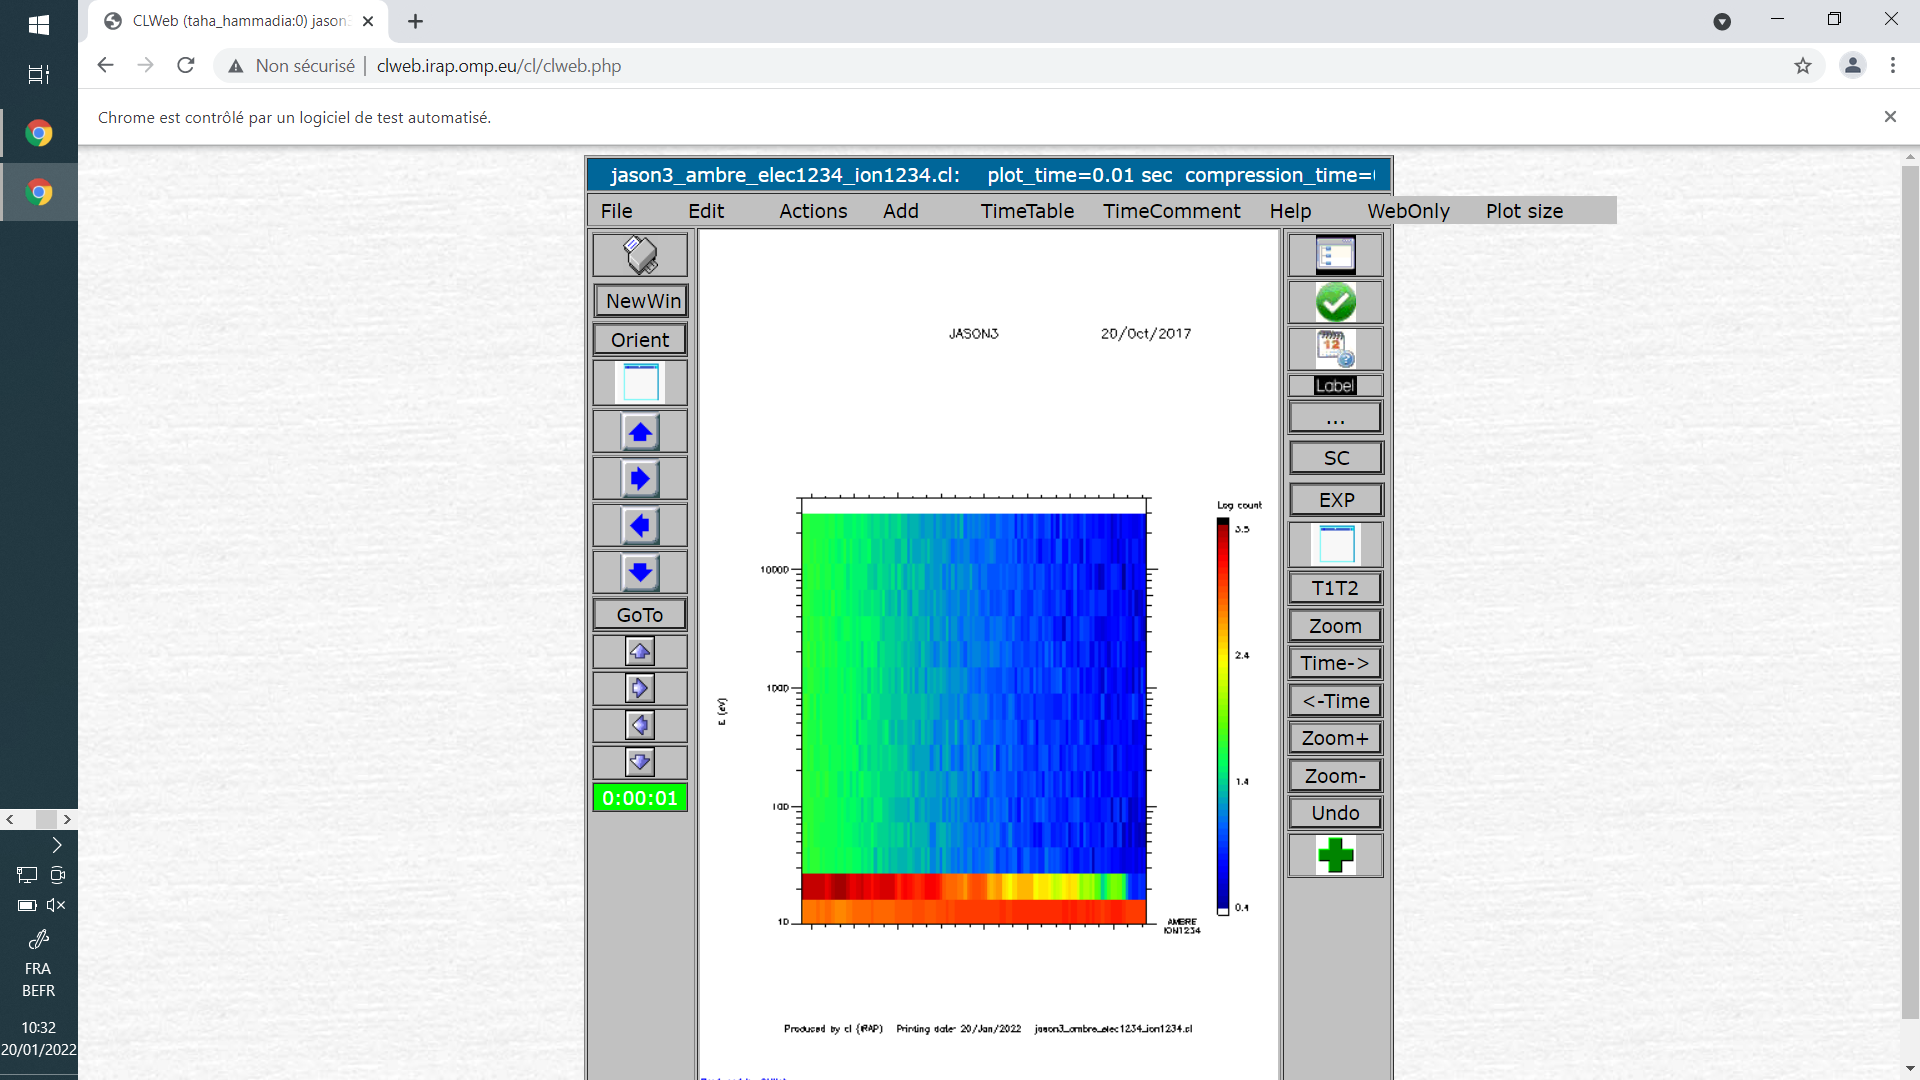 CLWeb (taha_hammadia:0) jason
Non sécurisé | clweb.irap.omp.eu/cl/clweb.php
Chrome est contrôlé par un logiciel de test automatisé.
jason3_ambre_elec1234_ion1234.cl: plot_time=0.01 sec compression_time=
File Edit Actions Add TimeTable TimeComment Help WebOnly Plot size
NewWin
Orient
GoTo
0:00:01
JASON3 20/Oct/2017
Log count
3.5
2.4
1.4
0.4
E (eV)
10000
1000
100
10
AMBRE
ION1234
Produced by cl (IRAP) Printing date: 20/Jan/2022 jason3_ambre_elec1234_ion1234.cl
12
Label
...
SC
EXP
T1T2
Zoom
Time->
<-Time
Zoom+
Zoom-
Undo
FRA
BEFR
10:32
20/01/2022